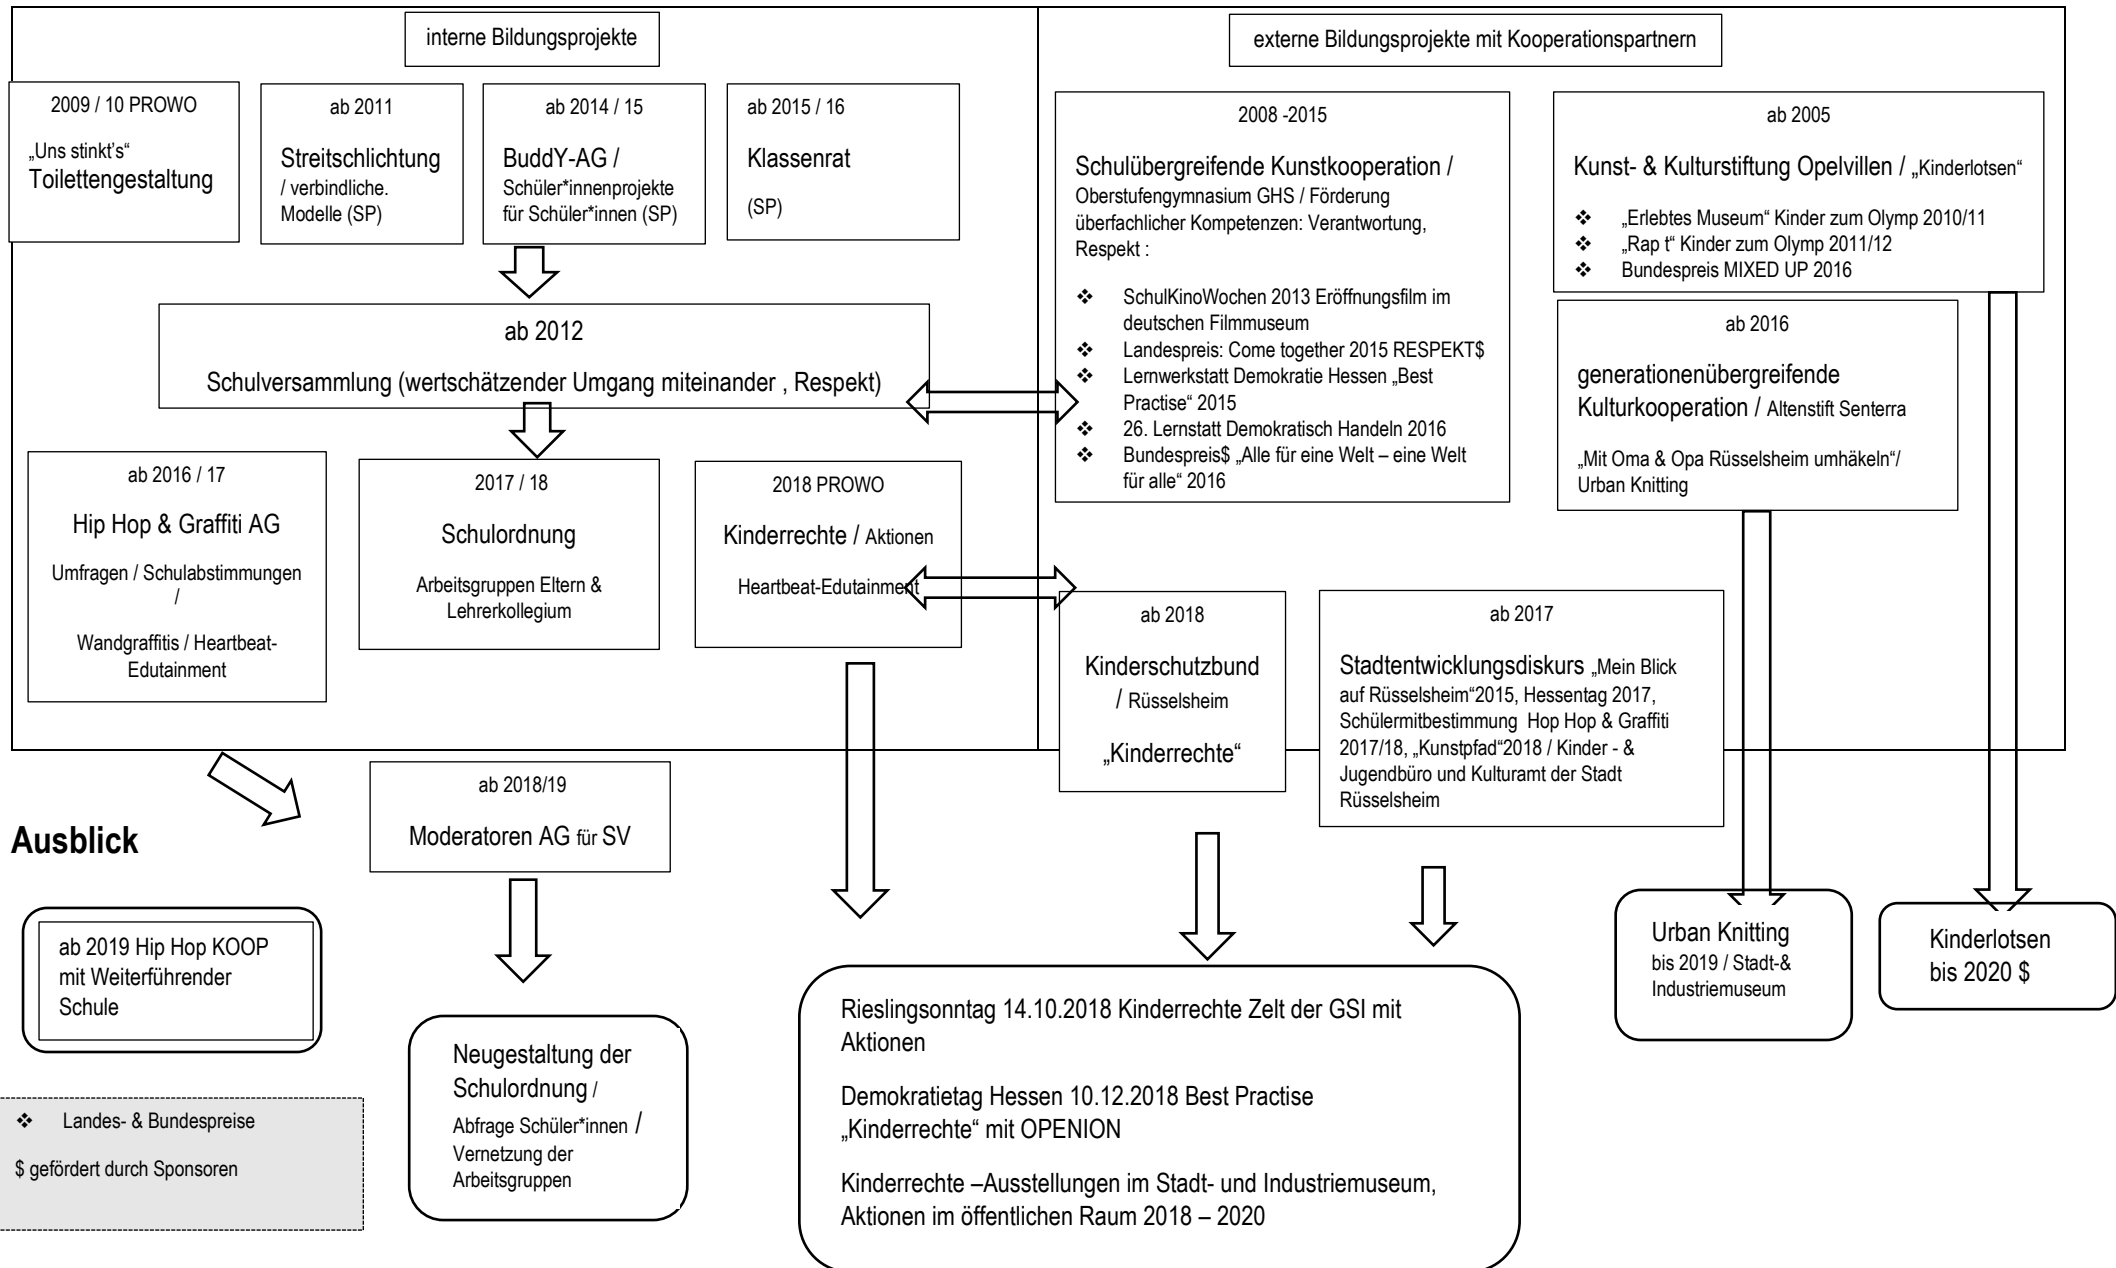 interne Bildungsprojekte
externe Bildungsprojekte mit Kooperationspartnern
2009 / 10 PROWO
„Uns stinkt's“
Toilettengestaltung
ab 2011
Streitschlichtung
/ verbindliche.
Modelle (SP)
ab 2014 / 15
BuddY-AG /
Schüler*innenprojekte
für Schüler*innen (SP)
ab 2015 / 16
Klassenrat
(SP)
2008 -2015
Schulübergreifende Kunstkooperation /
Oberstufengymnasium GHS / Förderung
überfachlicher Kompetenzen: Verantwortung,
Respekt :
❖ SchulKinoWochen 2013 Eröffnungsfilm im
deutschen Filmmuseum
❖ Landespreis: Come together 2015 RESPEKT$
❖ Lernwerkstatt Demokratie Hessen „Best
Practise“ 2015
❖ 26. Lernstatt Demokratisch Handeln 2016
❖ Bundespreis$ „Alle für eine Welt – eine Welt
für alle“ 2016
ab 2005
Kunst- & Kulturstiftung Opelvillen / „Kinderlotsen“
❖ „Erlebtes Museum“ Kinder zum Olymp 2010/11
❖ „Rap t“ Kinder zum Olymp 2011/12
❖ Bundespreis MIXED UP 2016
ab 2012
Schulversammlung (wertschätzender Umgang miteinander , Respekt)
ab 2016
generationenübergreifende
Kulturkooperation / Altenstift Senterra
„Mit Oma & Opa Rüsselsheim umhäkeln“/
Urban Knitting
ab 2016 / 17
Hip Hop & Graffiti AG
Umfragen / Schulabstimmungen
/
Wandgraffitis / Heartbeat-
Edutainment
2017 / 18
Schulordnung
Arbeitsgruppen Eltern &
Lehrerkollegium
2018 PROWO
Kinderrechte / Aktionen
Heartbeat-Edutainment
ab 2018
Kinderschutzbund
/ Rüsselsheim
„Kinderrechte“
ab 2017
Stadtentwicklungsdiskurs „Mein Blick
auf Rüsselsheim“2015, Hessentag 2017,
Schülermitbestimmung Hop Hop & Graffiti
2017/18, „Kunstpfad“2018 / Kinder - &
Jugendbüro und Kulturamt der Stadt
Rüsselsheim
Ausblick
ab 2018/19
Moderatoren AG für SV
ab 2019 Hip Hop KOOP
mit Weiterführender
Schule
Neugestaltung der
Schulordnung /
Abfrage Schüler*innen /
Vernetzung der
Arbeitsgruppen
Rieslingsonntag 14.10.2018 Kinderrechte Zelt der GSI mit
Aktionen
Demokratietag Hessen 10.12.2018 Best Practise
„Kinderrechte“ mit OPENION
Kinderrechte –Ausstellungen im Stadt- und Industriemuseum,
Aktionen im öffentlichen Raum 2018 – 2020
Urban Knitting
bis 2019 / Stadt-&
Industriemuseum
Kinderlotsen
bis 2020 $
❖ Landes- & Bundespreise
$ gefördert durch Sponsoren